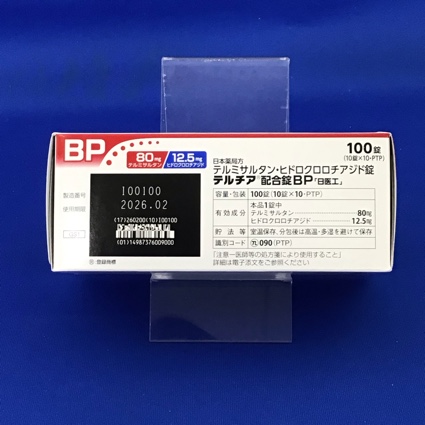 BP
80mg テルミサルタン 12.5mg ヒドロクロロチアジド
100錠
(10錠×10・PTP)
日本薬局方
テルミサルタン・ヒドロクロロチアジド錠
テルチア®配合錠BP「日医工」
製造番号 100100
使用期限 2026.02
(17)260200(10)100100
(01)14987376009000
容量・包装 100錠(10錠×10・PTP)
有効成分 本品1錠中
テルミサルタン 80mg
ヒドロクロロチアジド 12.5mg
貯法等 室温保存、分包後は高温・多湿を避けて保存
識別コード 090(PTP)
「注意-医師等の処方箋により使用すること」
詳細は電子添文をご参照ください
®登録商標